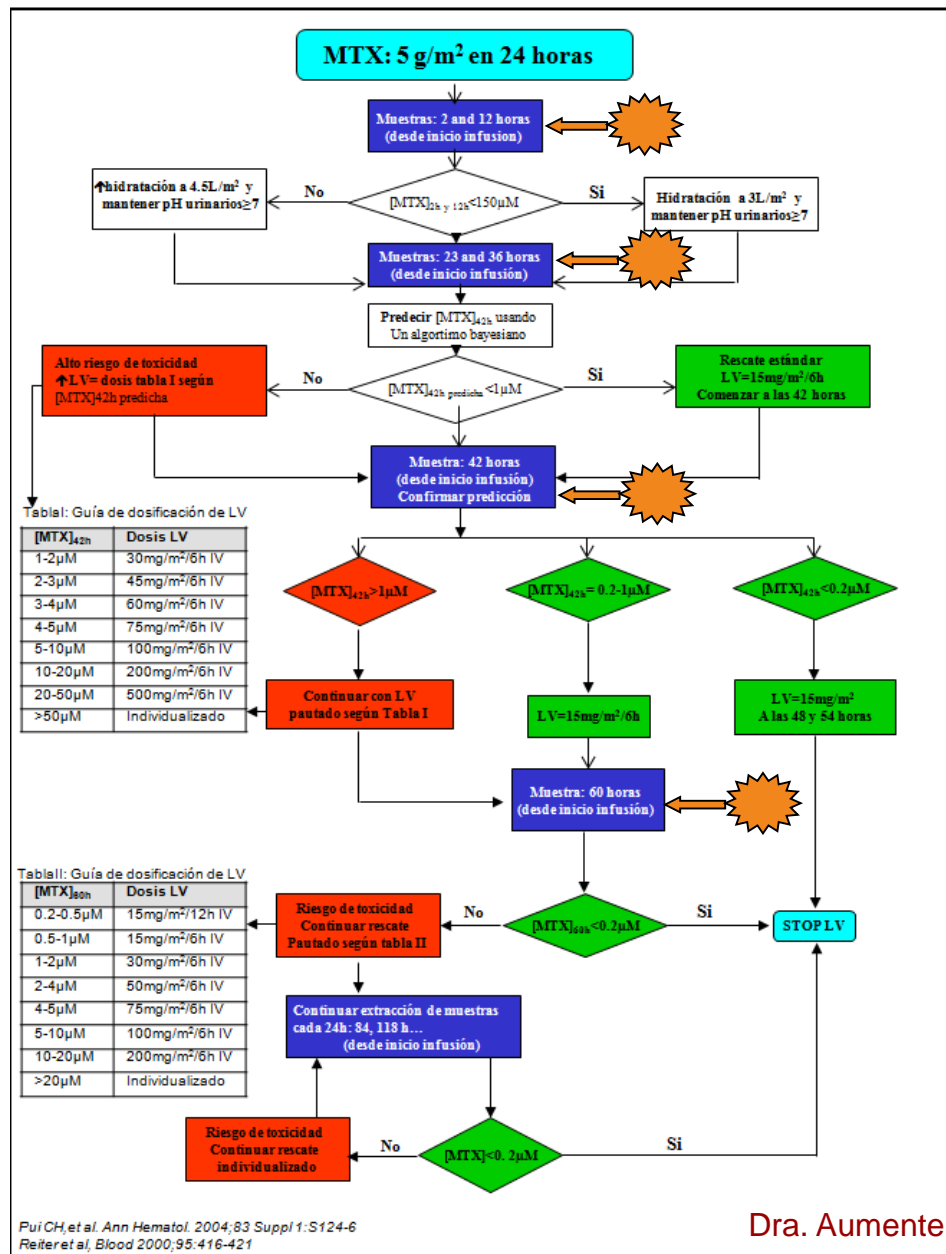 MTX: 5 g/m² en 24 horas
Muestras: 2 and 12 horas
(desde inicio infusion)
No
Si
↑hidratación a 4.5L/m² y
mantener pH urinarios≥7
[MTX]2h y 12h<150µM
Hidratación a 3L/m² y
mantener pH urinarios≥7
Muestras: 23 and 36 horas
(desde inicio infusión)
Predecir [MTX]42h usando
Un algortimo bayesiano
Alto riesgo de toxicidad
↑LV= dosis tabla I según
[MTX]42h predicha
No
[MTX]42h predicha<1µM
Si
Rescate estándar
LV=15mg/m²/6h
Comenzar a las 42 horas
Muestra: 42 horas
(desde inicio infusión)
Confirmar predicción
TablaI: Guía de dosificación de LV
[MTX]42h Dosis LV
1-2µM 30mg/m²/6h IV
2-3µM 45mg/m²/6h IV
3-4µM 60mg/m²/6h IV
4-5µM 75mg/m²/6h IV
5-10µM 100mg/m²/6h IV
10-20µM 200mg/m²/6h IV
20-50µM 500mg/m²/6h IV
>50µM Individualizado
[MTX]42h>1µM
[MTX]42h= 0.2-1µM
[MTX]42h<0.2µM
Continuar con LV
pautado según Tabla I
LV=15mg/m²/6h
LV=15mg/m²
A las 48 y 54 horas
Muestra: 60 horas
(desde inicio infusión)
TablaII: Guía de dosificación de LV
[MTX]60h Dosis LV
0.2-0.5µM 15mg/m²/12h IV
0.5-1µM 15mg/m²/6h IV
1-2µM 30mg/m²/6h IV
2-4µM 50mg/m²/6h IV
4-5µM 75mg/m²/6h IV
5-10µM 100mg/m²/6h IV
10-20µM 200mg/m²/6h IV
>20µM Individualizado
Riesgo de toxicidad
Continuar rescate
Pautado según tabla II
No
[MTX]60h<0.2µM
Si
STOP LV
Continuar extracción de muestras
cada 24h: 84, 118 h…
(desde inicio infusión)
Riesgo de toxicidad
Continuar rescate
individualizado
No
[MTX]<0. 2µM
Si
Pui CH,et al. Ann Hematol. 2004;83 Suppl 1:S124-6
Reiter et al, Blood 2000;95:416-421
Dra. Aumente